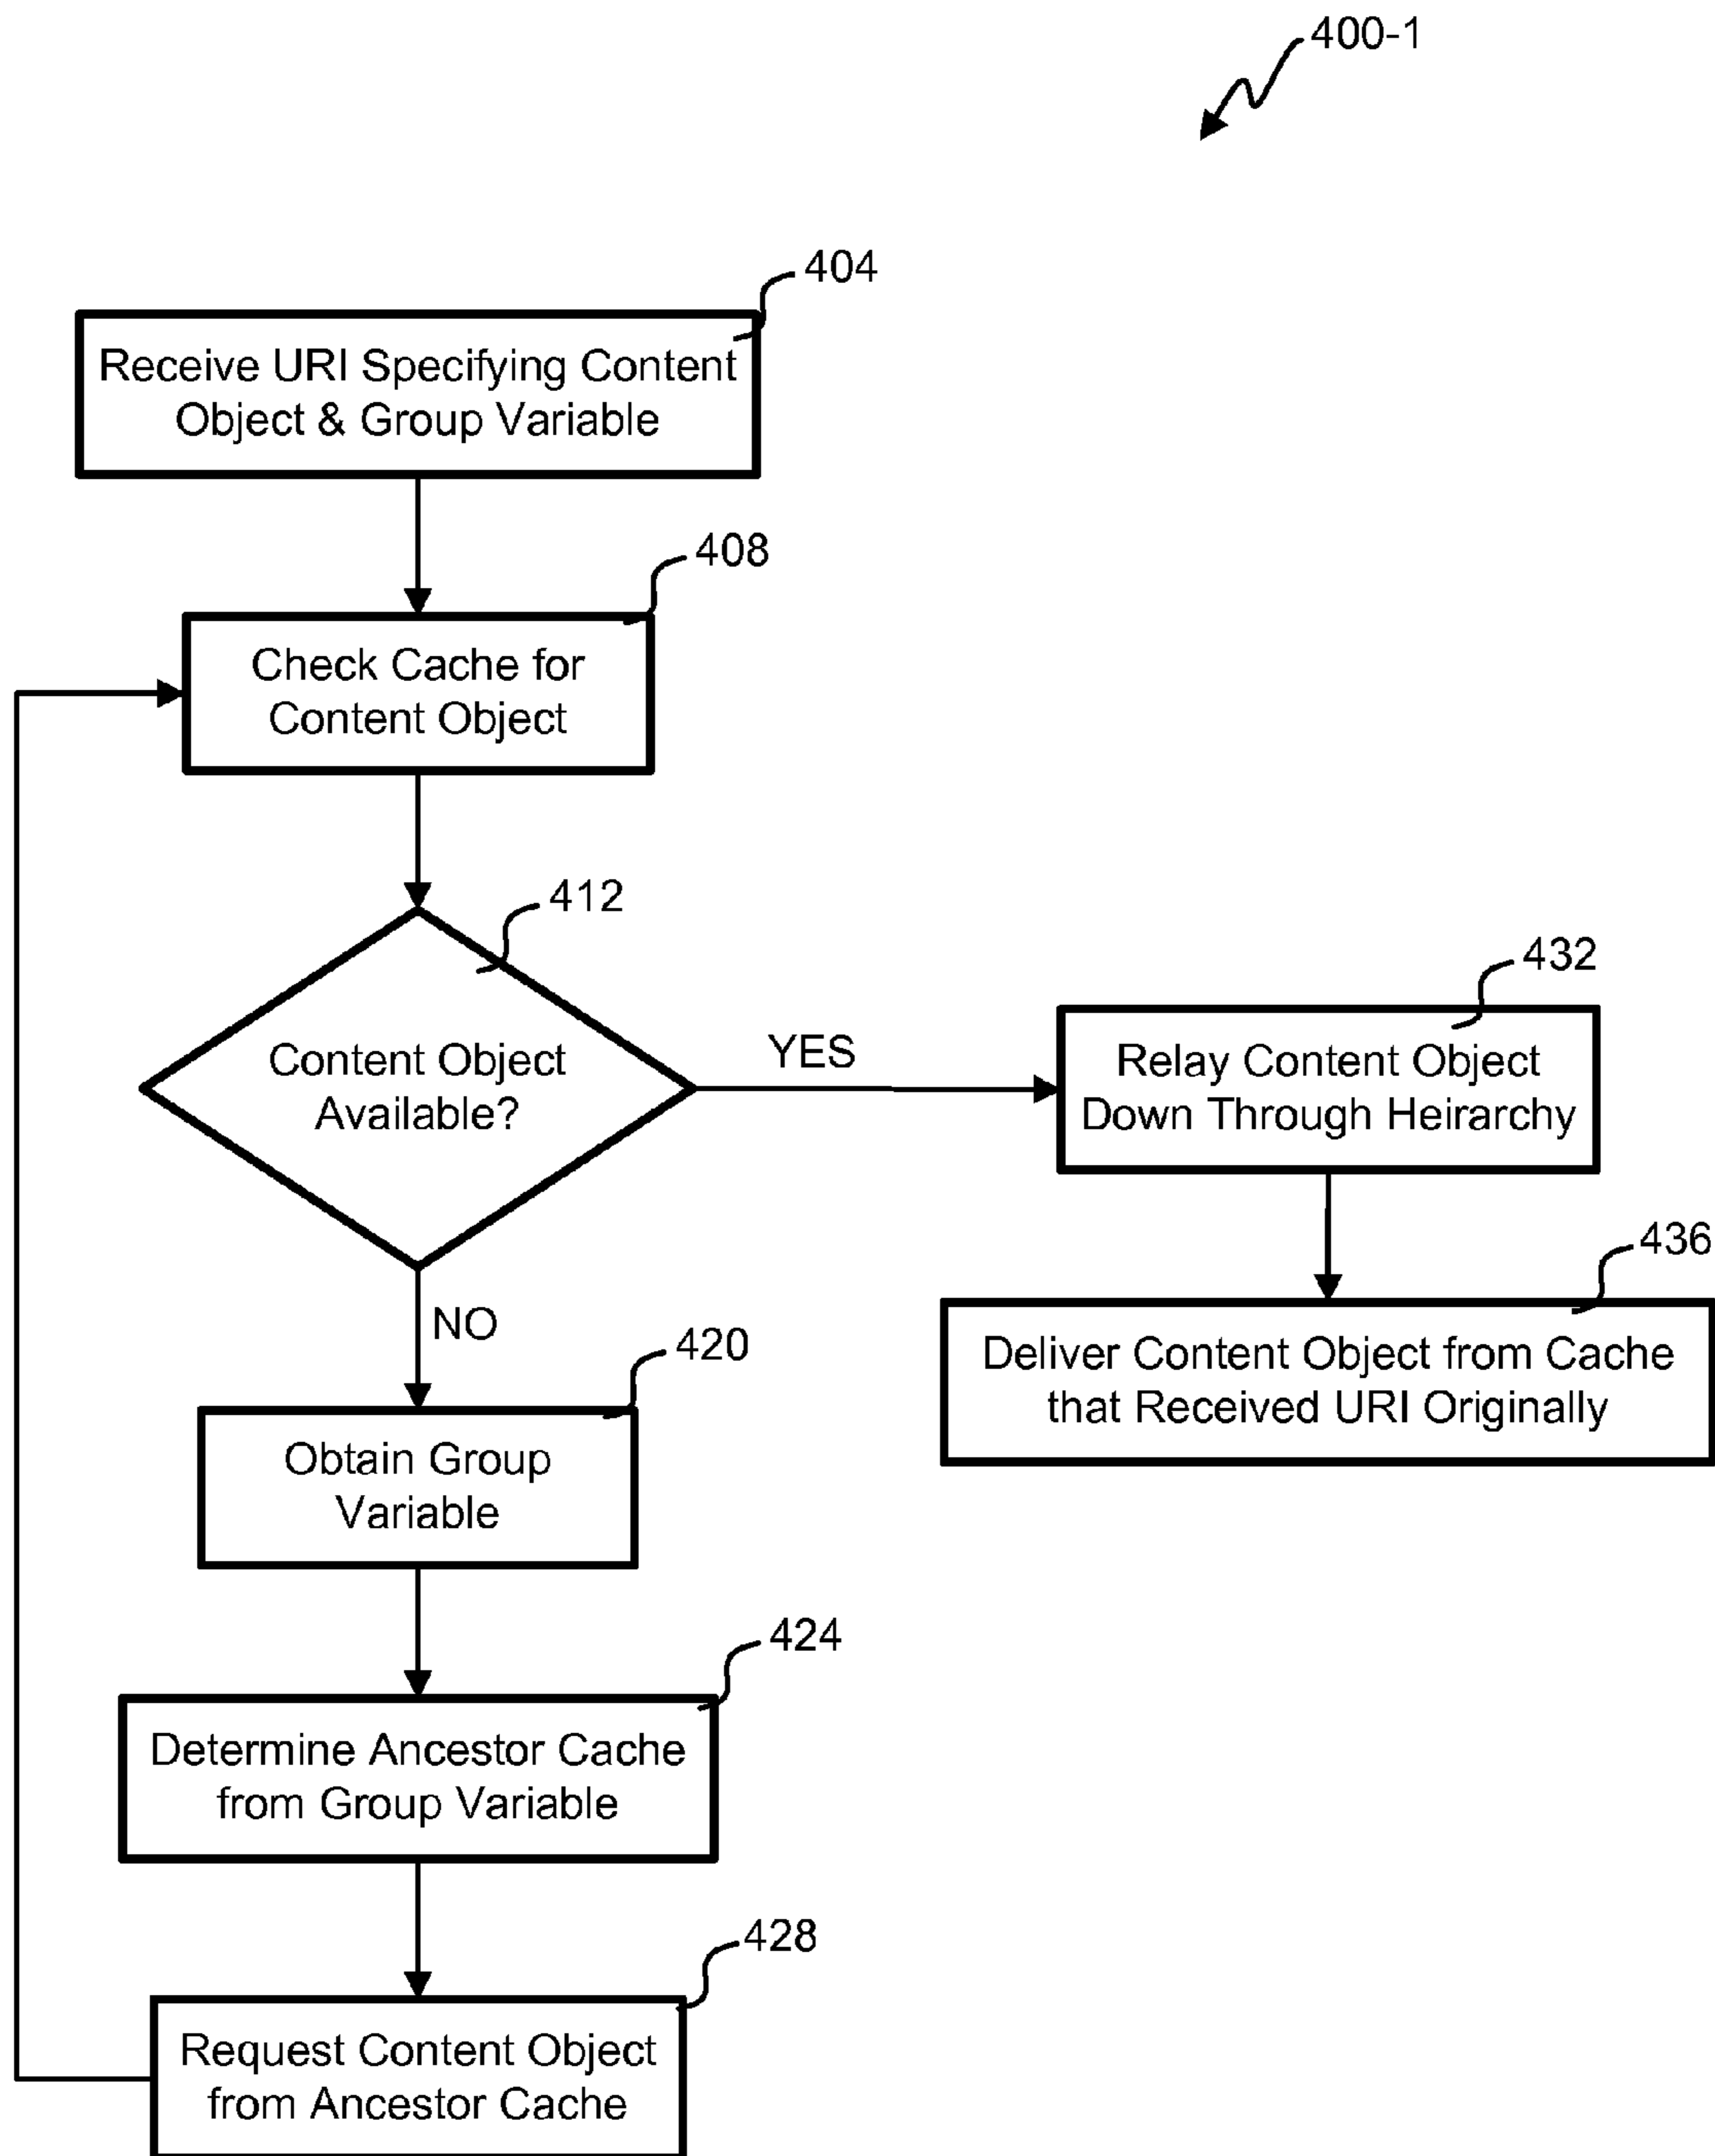 400-1
404
Receive URI Specifying Content
Object & Group Variable
408
Check Cache for
Content Object
412
Content Object
Available?
YES
432
Relay Content Object
Down Through Heirarchy
436
Deliver Content Object from Cache
that Received URI Originally
NO
420
Obtain Group
Variable
424
Determine Ancestor Cache
from Group Variable
428
Request Content Object
from Ancestor Cache